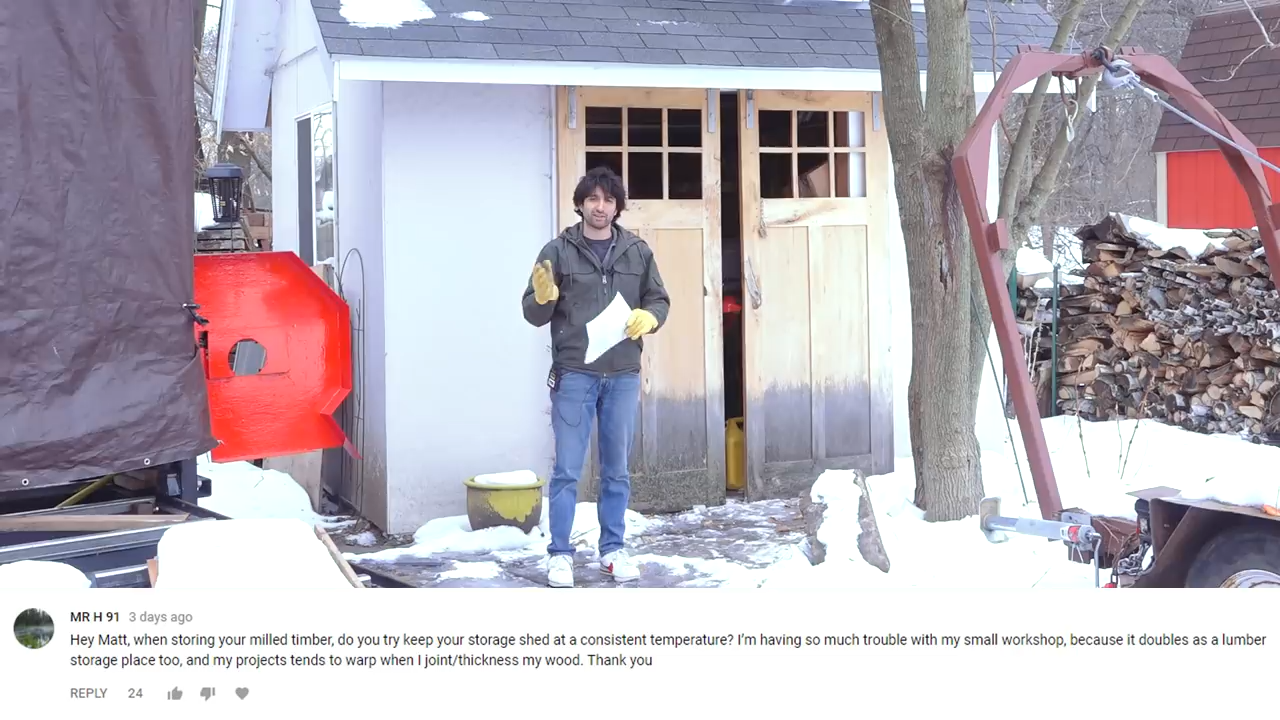 MR H 91 3 days ago
Hey Matt, when storing your milled timber, do you try keep your storage shed at a consistent temperature? I'm having so much trouble with my small workshop, because it doubles as a lumber
storage place too, and my projects tends to warp when I joint/thickness my wood. Thank you
REPLY 24